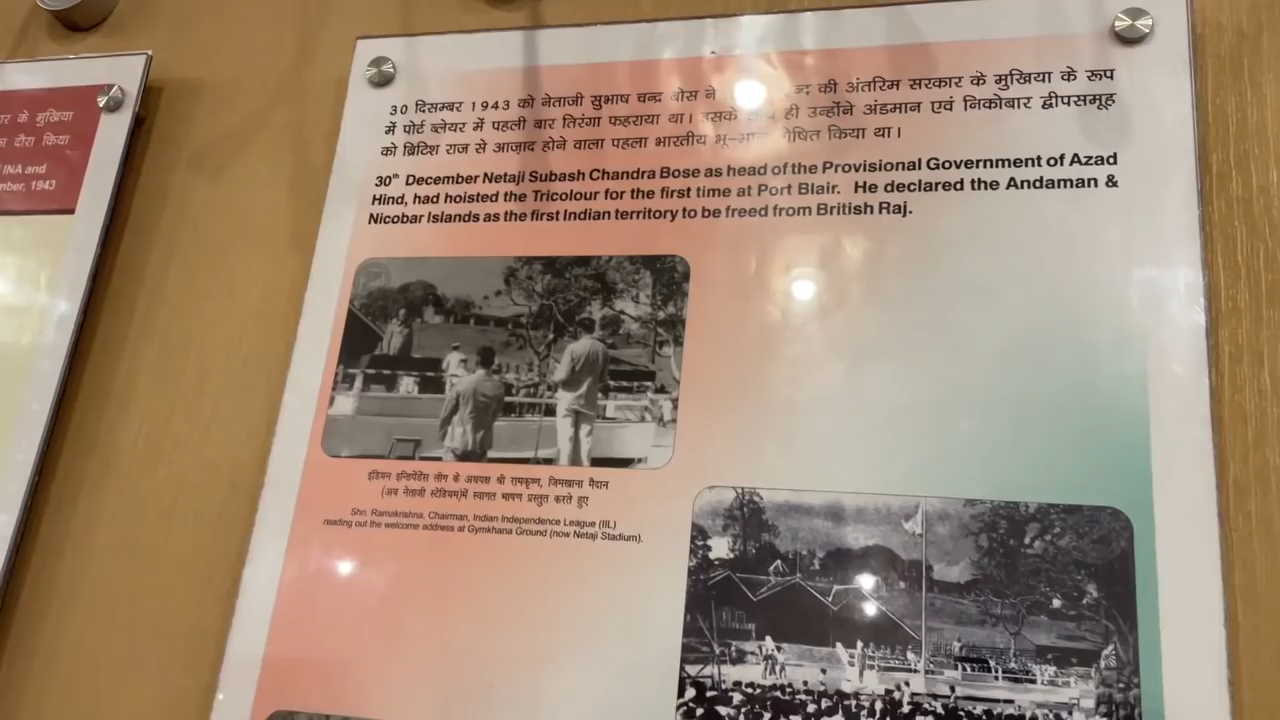 र के मुखिया
ा दौरा किया
INA and
mber, 1943
30 दिसम्बर 1943 को नेताजी सुभाष चन्द्र बोस ने न्द की अंतरिम सरकार के मुखिया के रूप
में पोर्ट ब्लेयर में पहली बार तिरंगा फहराया था। उसके ही उन्होंने अंडमान एवं निकोबार द्वीपसमूह
को ब्रिटिश राज से आज़ाद होने वाला पहला भारतीय किया था।
30th December Netaji Subash Chandra Bose as head of the Provisional Government of Azad
Hind, had hoisted the Tricolour for the first time at Port Blair. He declared the Andaman &
Nicobar Islands as the first Indian territory to be freed from British Raj.
इंडियन इन्डिपेंडेंस लीग के अध्यक्ष श्री रामकृष्ण, जिमखाना मैदान
(अब नेताजी स्टेडियम)में स्वागत भाषण प्रस्तुत करते हुए
Shri. Ramakrishna, Chairman, Indian Independence League (IIL)
reading out the welcome address at Gymkhana Ground (now Netaji Stadium).